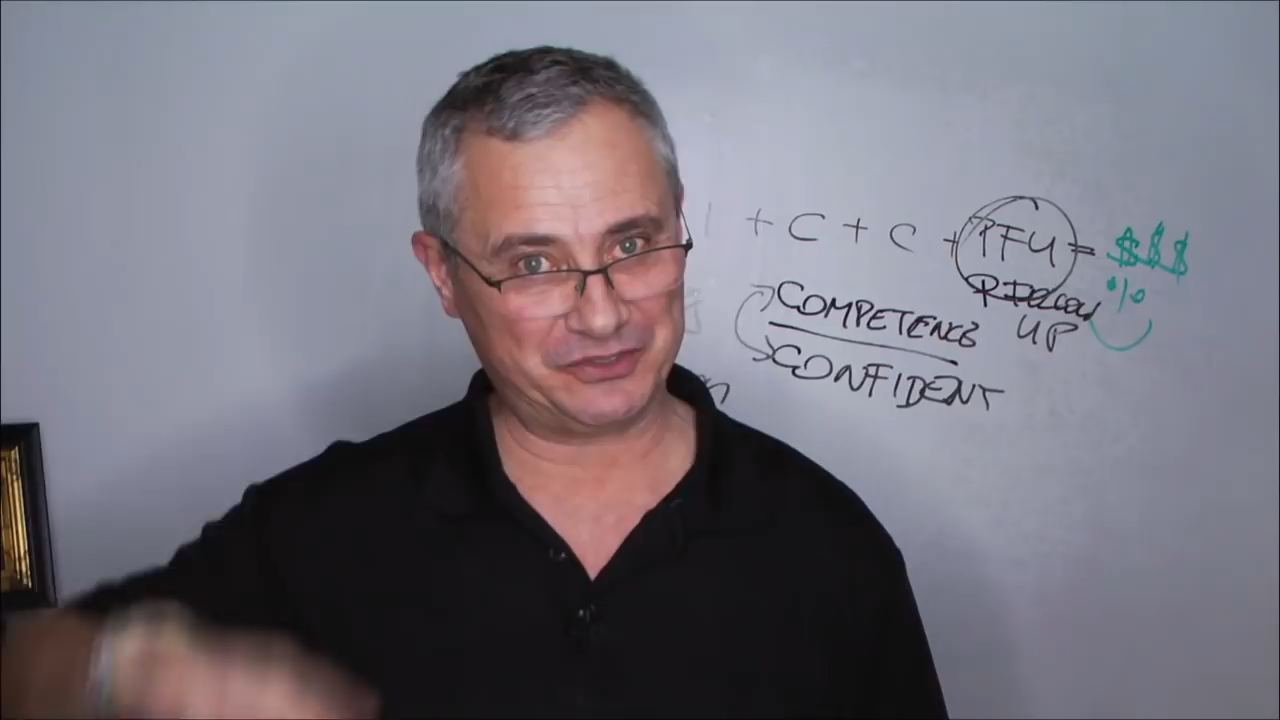 + C + C + PFU = $$$
%
COMPETENCE
UP
CONFIDENT